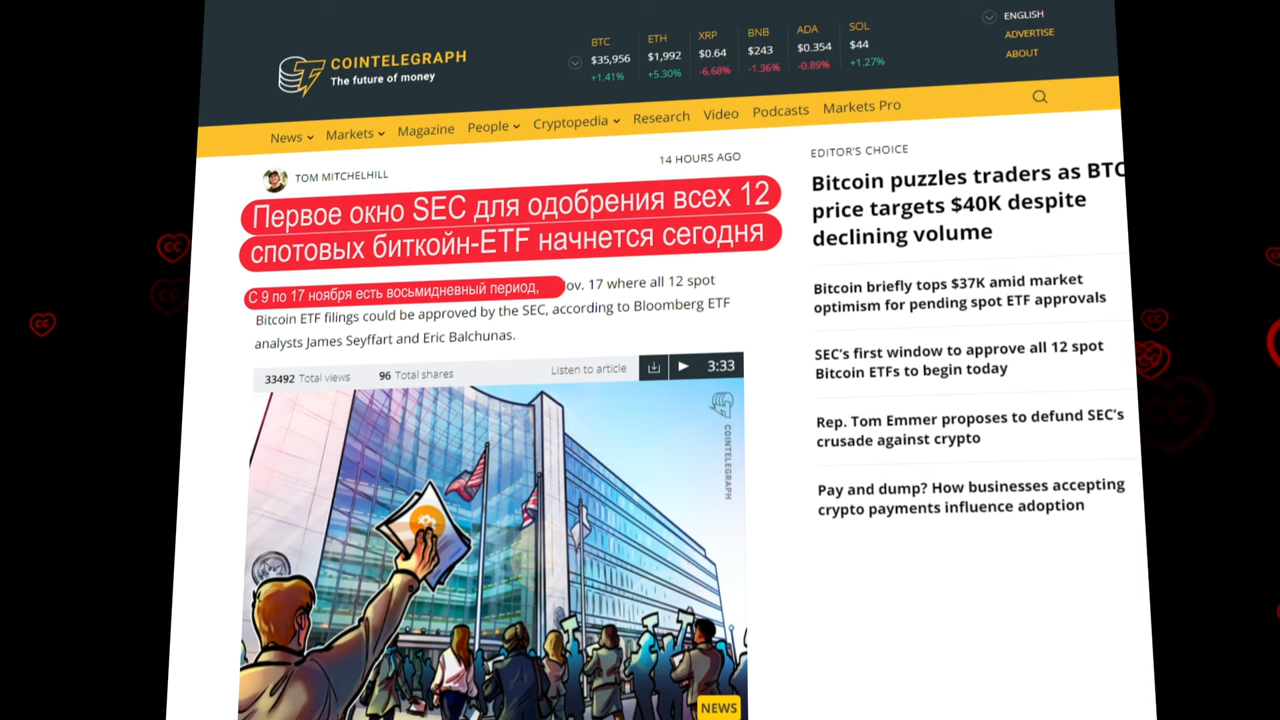 COINTELEGRAPH
The future of money
BTC
$35,956
+1.41%
ETH
$1,992
+5.30%
XRP
$0.64
-6.68%
BNB
$243
-1.36%
ADA
$0.354
-0.89%
SOL
$44
+1.27%
ENGLISH
ADVERTISE
ABOUT
News Markets Magazine People Cryptopedia Research Video Podcasts Markets Pro
TOM MITCHELHILL
14 HOURS AGO
Первое окно SEC для одобрения всех 12
спотовых биткойн-ETF начнется сегодня
С 9 по 17 ноября есть восьмидневный период, ov. 17 where all 12 spot
Bitcoin ETF filings could be approved by the SEC, according to Bloomberg ETF
analysts James Seyffart and Eric Balchunas.
33492 Total views 96 Total shares Listen to article 3:33
COINTELEGRAPH
NEWS
EDITOR'S CHOICE
Bitcoin puzzles traders as BTC
price targets $40K despite
declining volume
Bitcoin briefly tops $37K amid market
optimism for pending spot ETF approvals
SEC's first window to approve all 12 spot
Bitcoin ETFs to begin today
Rep. Tom Emmer proposes to defund SEC's
crusade against crypto
Pay and dump? How businesses accepting
crypto payments influence adoption
CC
CC
CC
CC
CC